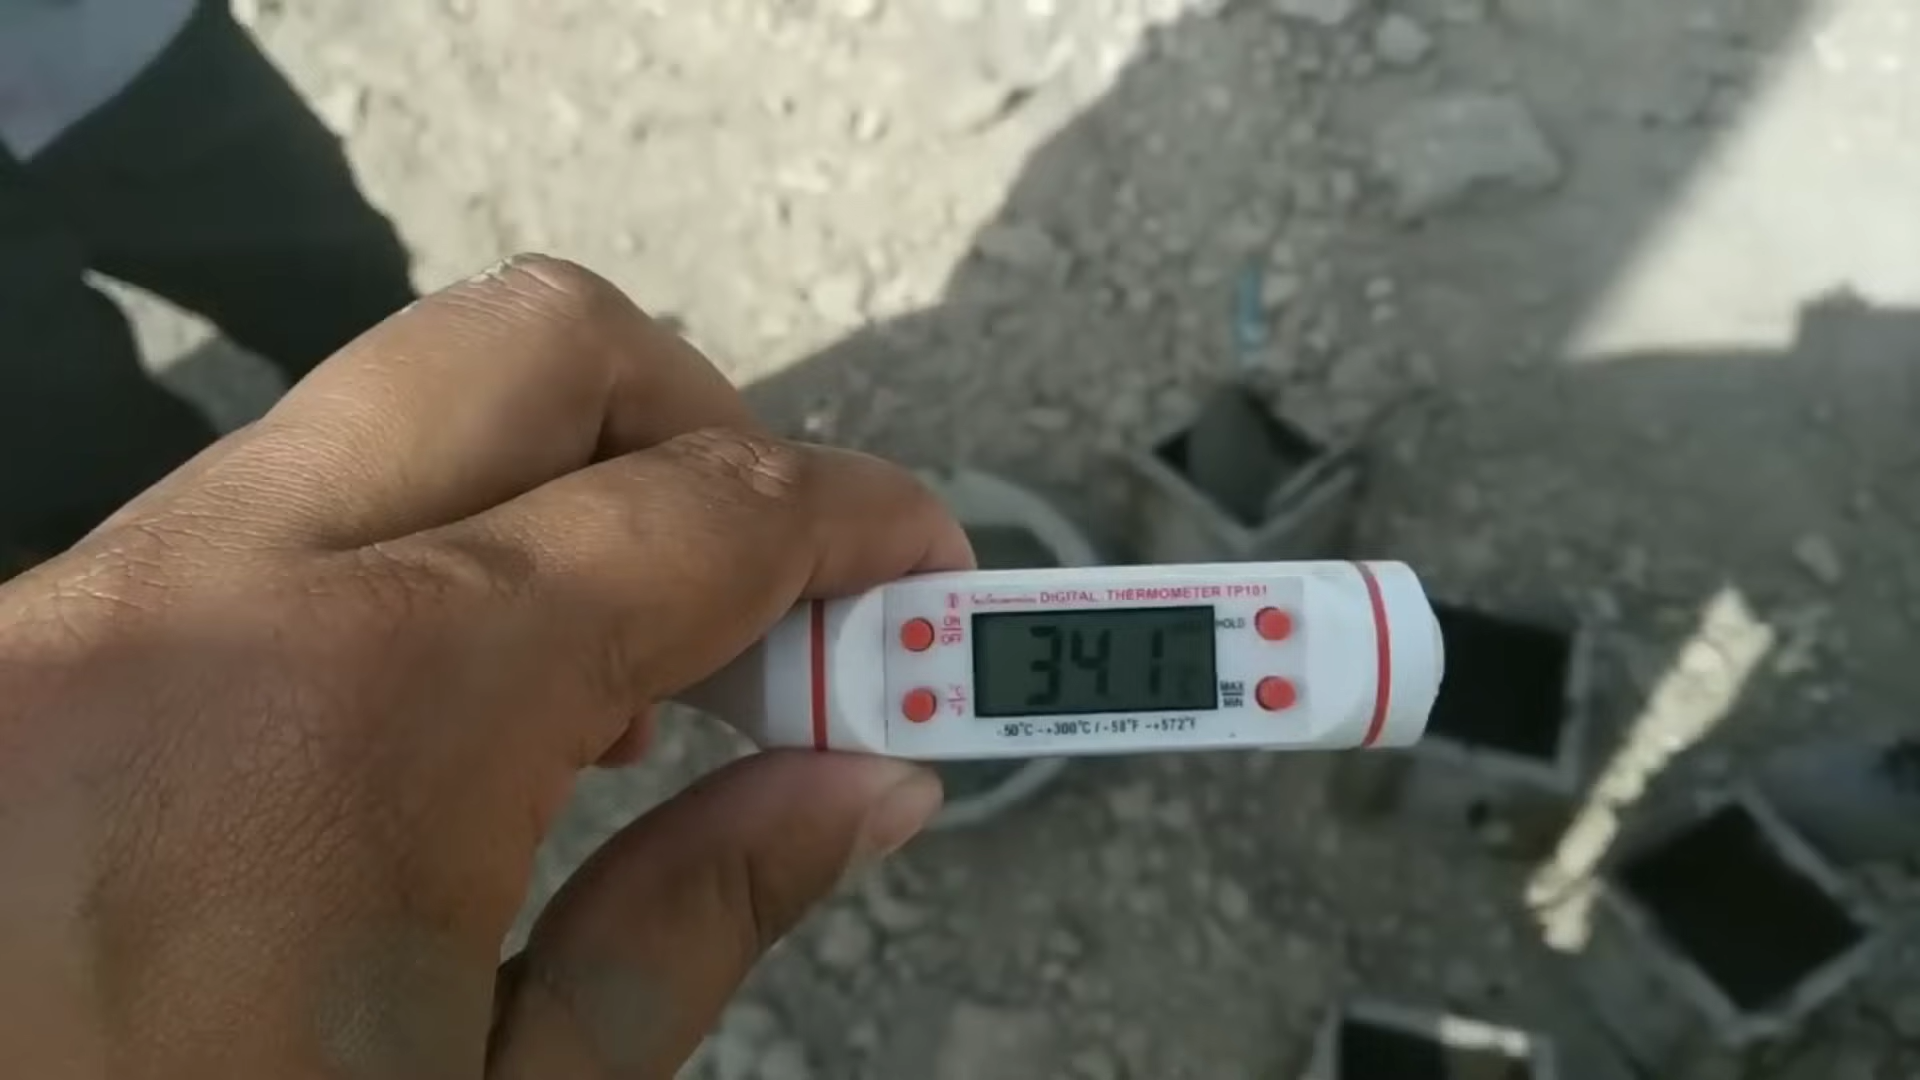 DIGITAL THERMOMETER TP101
ON
OFF
HOLD
34.1
°C
°F
MAX
MIN
-50°C~+300°C/-58°F~+572°F